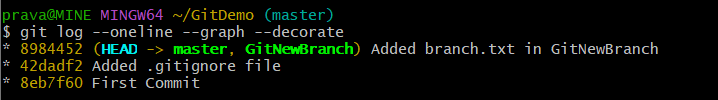 prava@MINE MINGW64 ~/GitDemo (master)
$ git log --oneline --graph --decorate
* 8984452 (HEAD -> master, GitNewBranch) Added branch.txt in GitNewBranch
* 42dadf2 Added .gitignore file
* 8eb7f60 First Commit